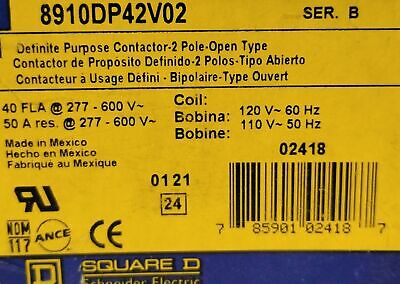 8910DP42V02 SER. B
Definite Purpose Contactor-2 Pole-Open Type
Contactor de Propósito Definido-2 Polos-Tipo Abierto
Contacteur à Usage Défini - Bipolaire-Type Ouvert
40 FLA @ 277 - 600 V~
50 A res. @ 277 - 600 V~
Made in Mexico
Hecho en Mexico
Fabriqué au Mexique
Coil:
Bobina: 120 V~ 60 Hz
Bobine: 110 V~ 50 Hz
02418
0121
24
7 85901 02418 7
NOM
117
ANCE
D SQUARE D
Schneider Electric